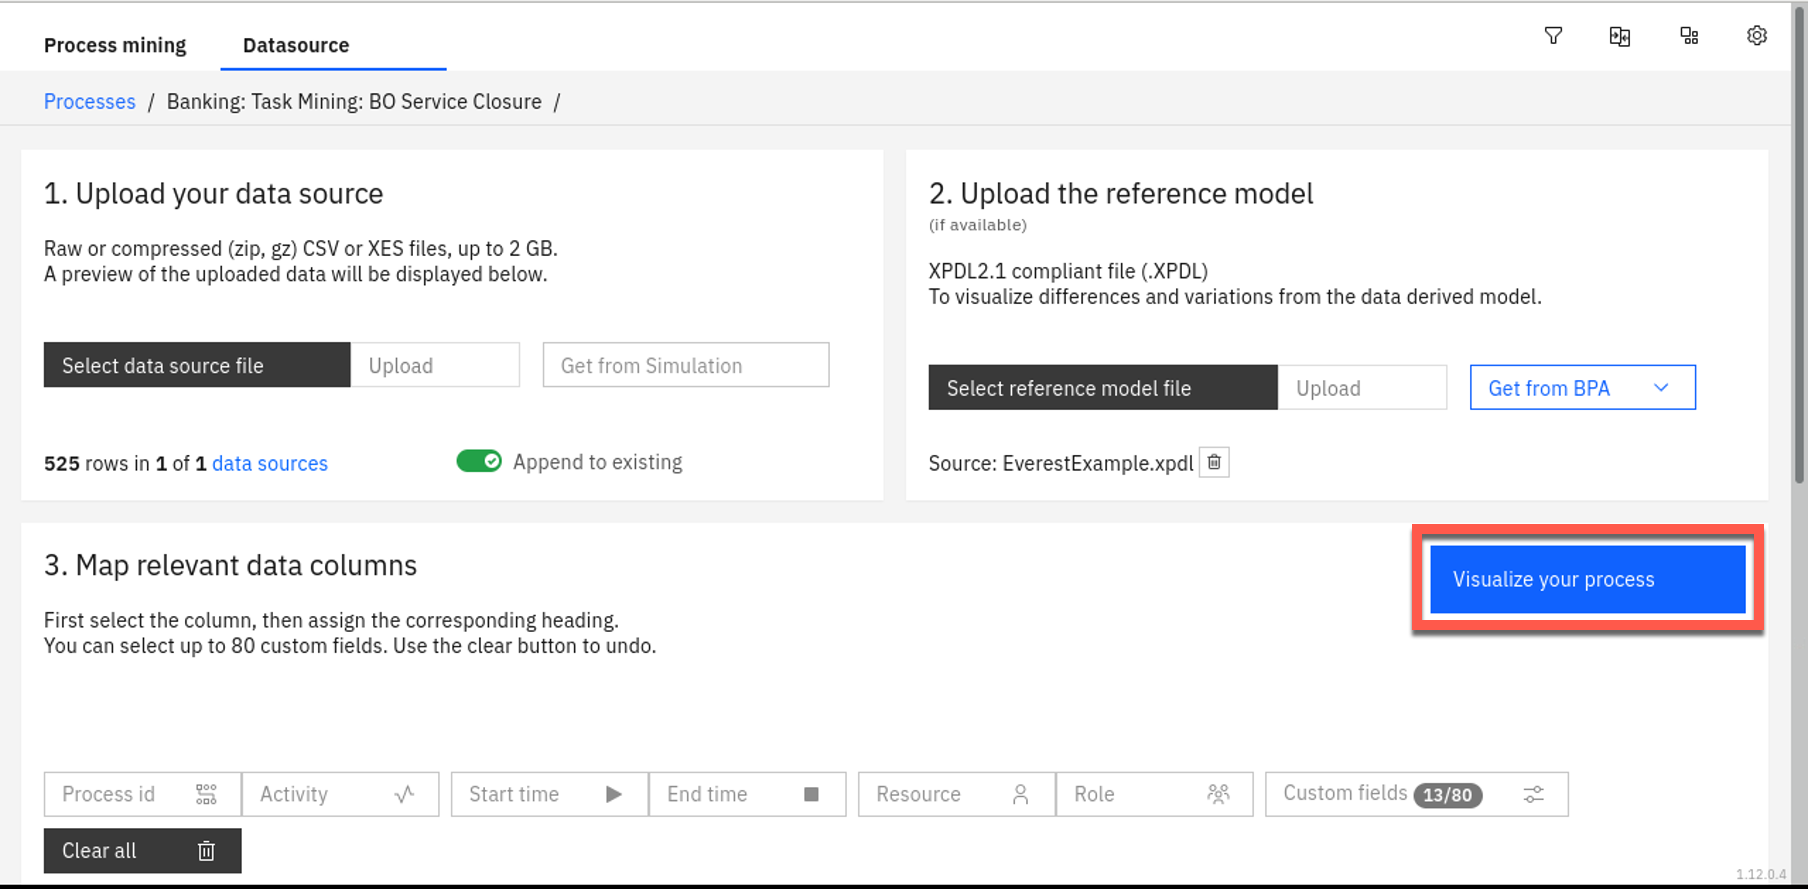 Process mining Datasource
Processes / Banking: Task Mining: BO Service Closure /
1. Upload your data source
Raw or compressed (zip, gz) CSV or XES files, up to 2 GB.
A preview of the uploaded data will be displayed below.
Select data source file Upload Get from Simulation
525 rows in 1 of 1 data sources Append to existing
2. Upload the reference model
(if available)
XPDL2.1 compliant file (.XPDL)
To visualize differences and variations from the data derived model.
Select reference model file Upload Get from BPA
Source: EverestExample.xpdl
3. Map relevant data columns
Visualize your process
First select the column, then assign the corresponding heading.
You can select up to 80 custom fields. Use the clear button to undo.
Process id Activity Start time End time Resource Role Custom fields 13/80
Clear all
1.12.0.4